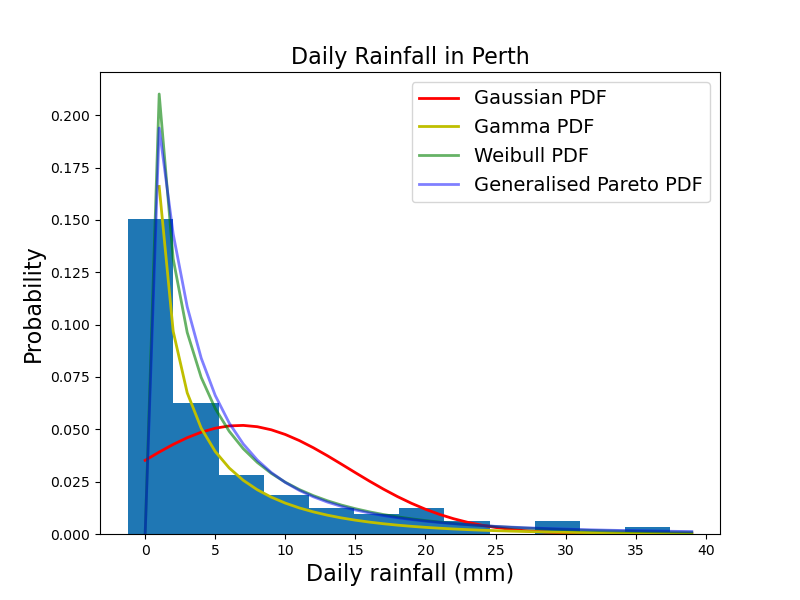 Daily Rainfall in Perth
Gaussian PDF
Gamma PDF
Weibull PDF
Generalised Pareto PDF
Probability
0.200
0.175
0.150
0.125
0.100
0.075
0.050
0.025
0.000
0 5 10 15 20 25 30 35 40
Daily rainfall (mm)